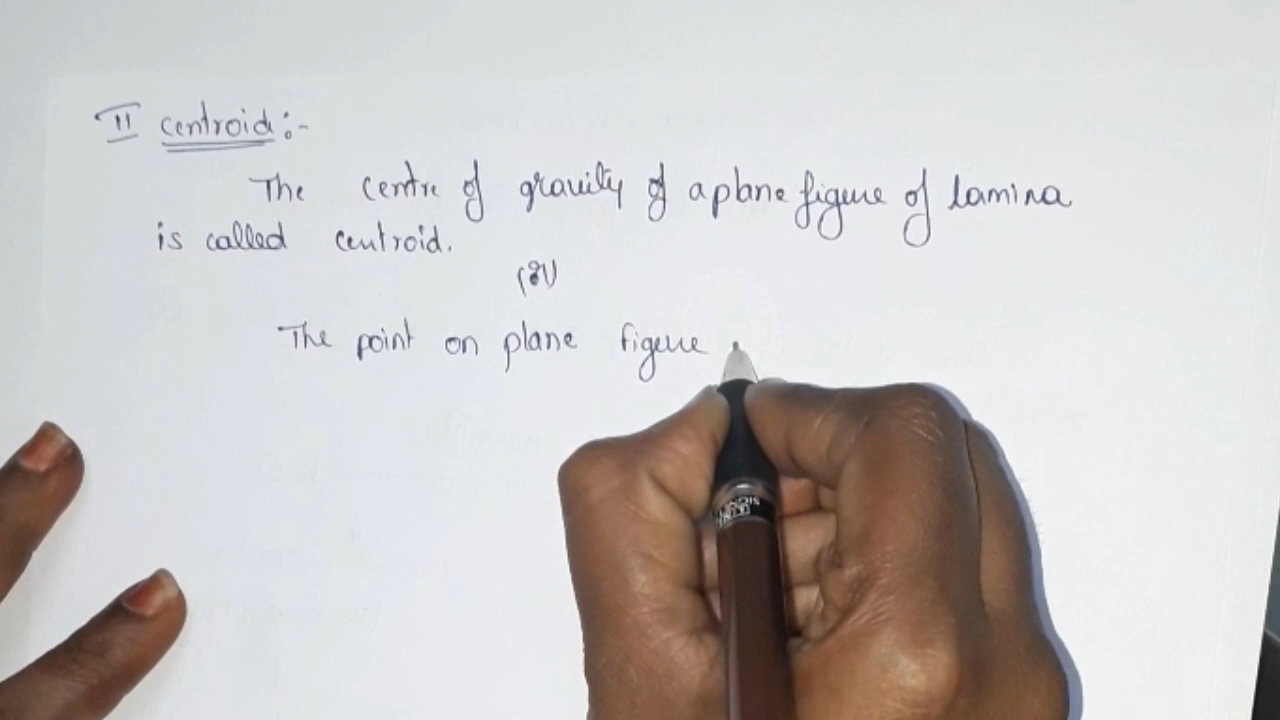 II centroid:-
The centre of gravity of a plane figure of lamina
is called centroid.
(or)
The point on plane figure